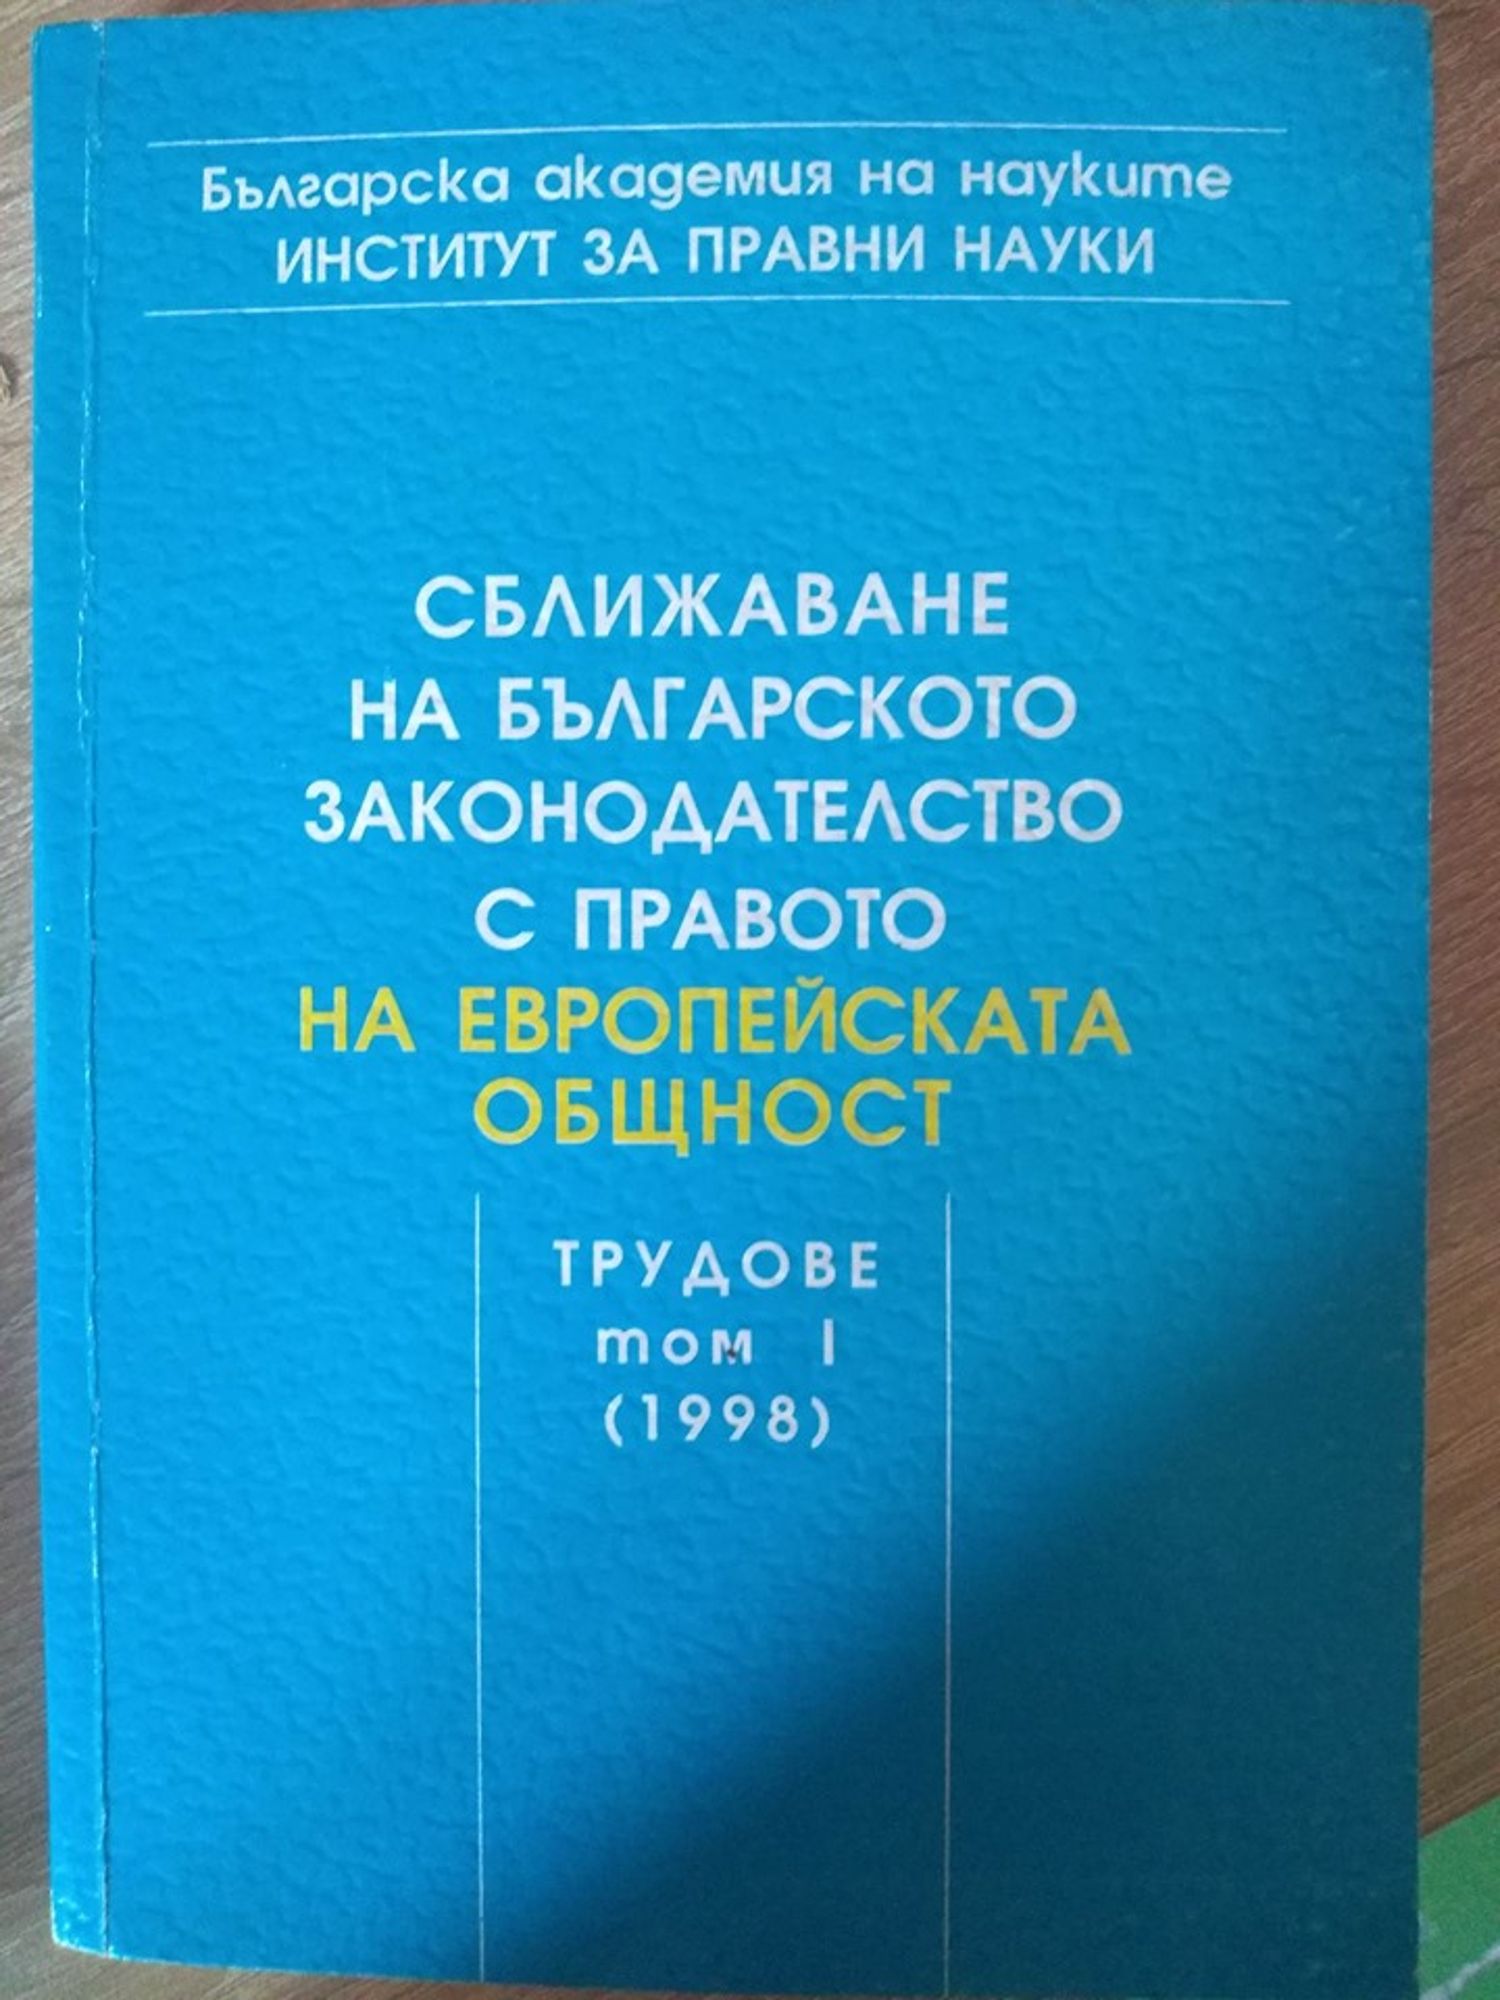 Българска академия на науките
ИНСТИТУТ ЗА ПРАВНИ НАУКИ
СБЛИЖАВАНЕ
НА БЪЛГАРСКОТО
ЗАКОНОДАТЕЛСТВО
С ПРАВОТО
НА ЕВРОПЕЙСКАТА
ОБЩНОСТ
ТРУДОВЕ
том I
(1998)